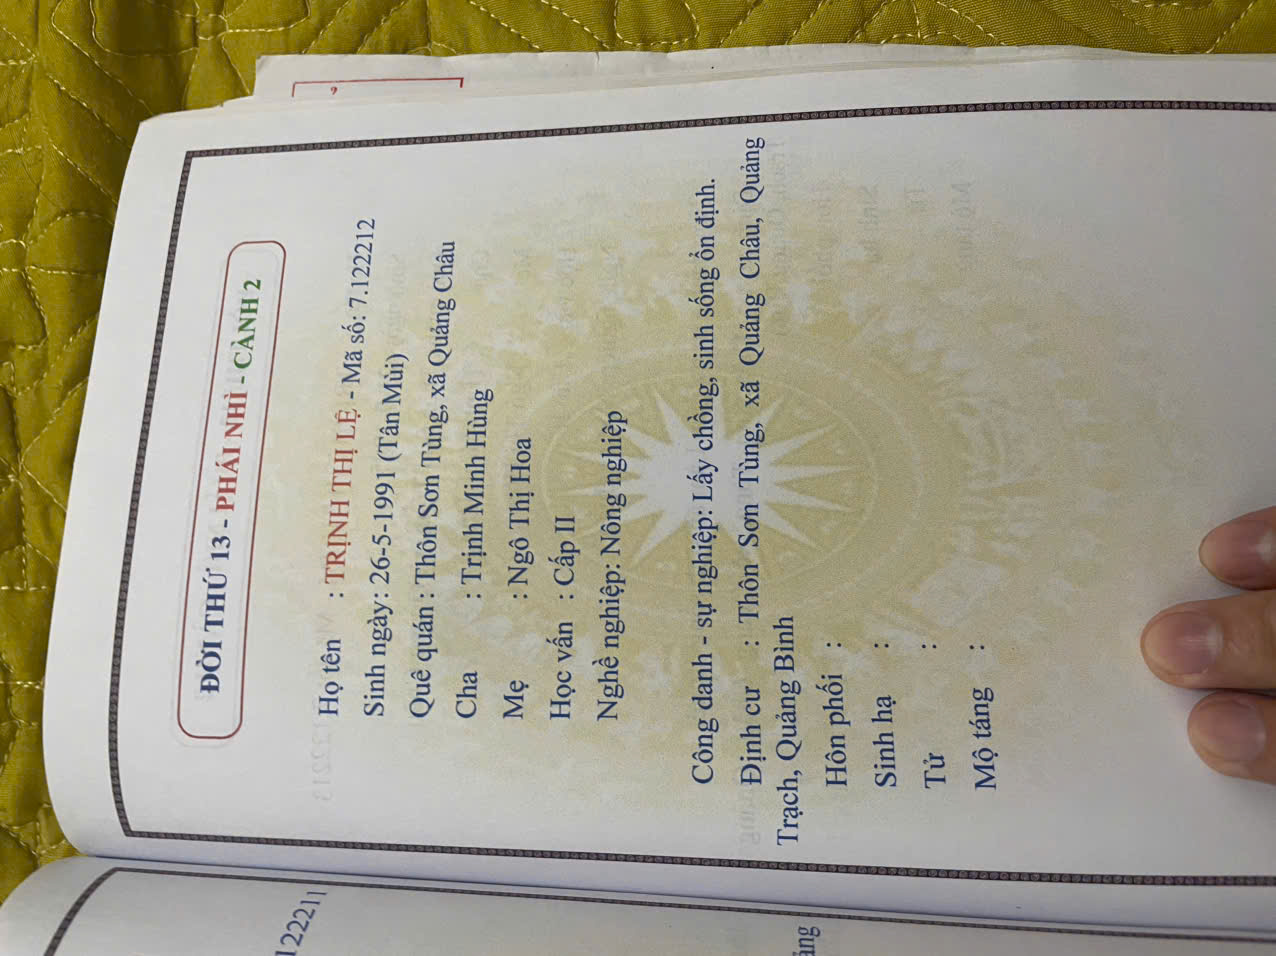 ĐỜI THỨ 13 - PHÁI NHÌ - CÀNH 2
Họ tên : TRỊNH THỊ LỆ - Mã số: 7.122212
Sinh ngày : 26-5-1991 (Tân Mùi)
Quê quán : Thôn Sơn Tùng, xã Quảng Châu
Cha : Trịnh Minh Hùng
Mẹ : Ngô Thị Hoa
Học vấn : Cấp II
Nghề nghiệp: Nông nghiệp
Công danh - sự nghiệp: Lấy chồng, sinh sống ổn định.
Định cư : Thôn Sơn Tùng, xã Quảng Châu, Quảng
Trạch, Quảng Bình
Hôn phối :
Sinh hạ :
Tử :
Mộ táng :
122211